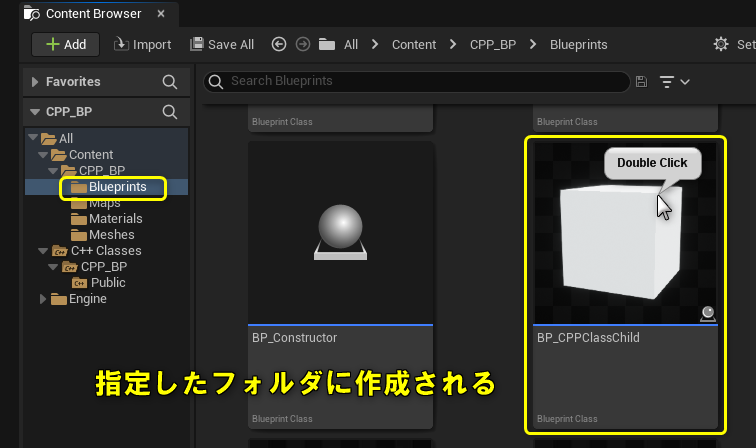 Content Browser
Add
Import
Save All
All
Content
CPP_BP
Blueprints
Set
Favorites
Search Blueprints
CPP_BP
All
Content
CPP_BP
Blueprints
Maps
Materials
Meshes
C++ Classes
CPP_BP
Public
Engine
Blueprint Class
Blueprint Class
Double Click
BP_Constructor
BP_CPPClassChild
指定したフォルダに作成される
Blueprint Class
Blueprint Class